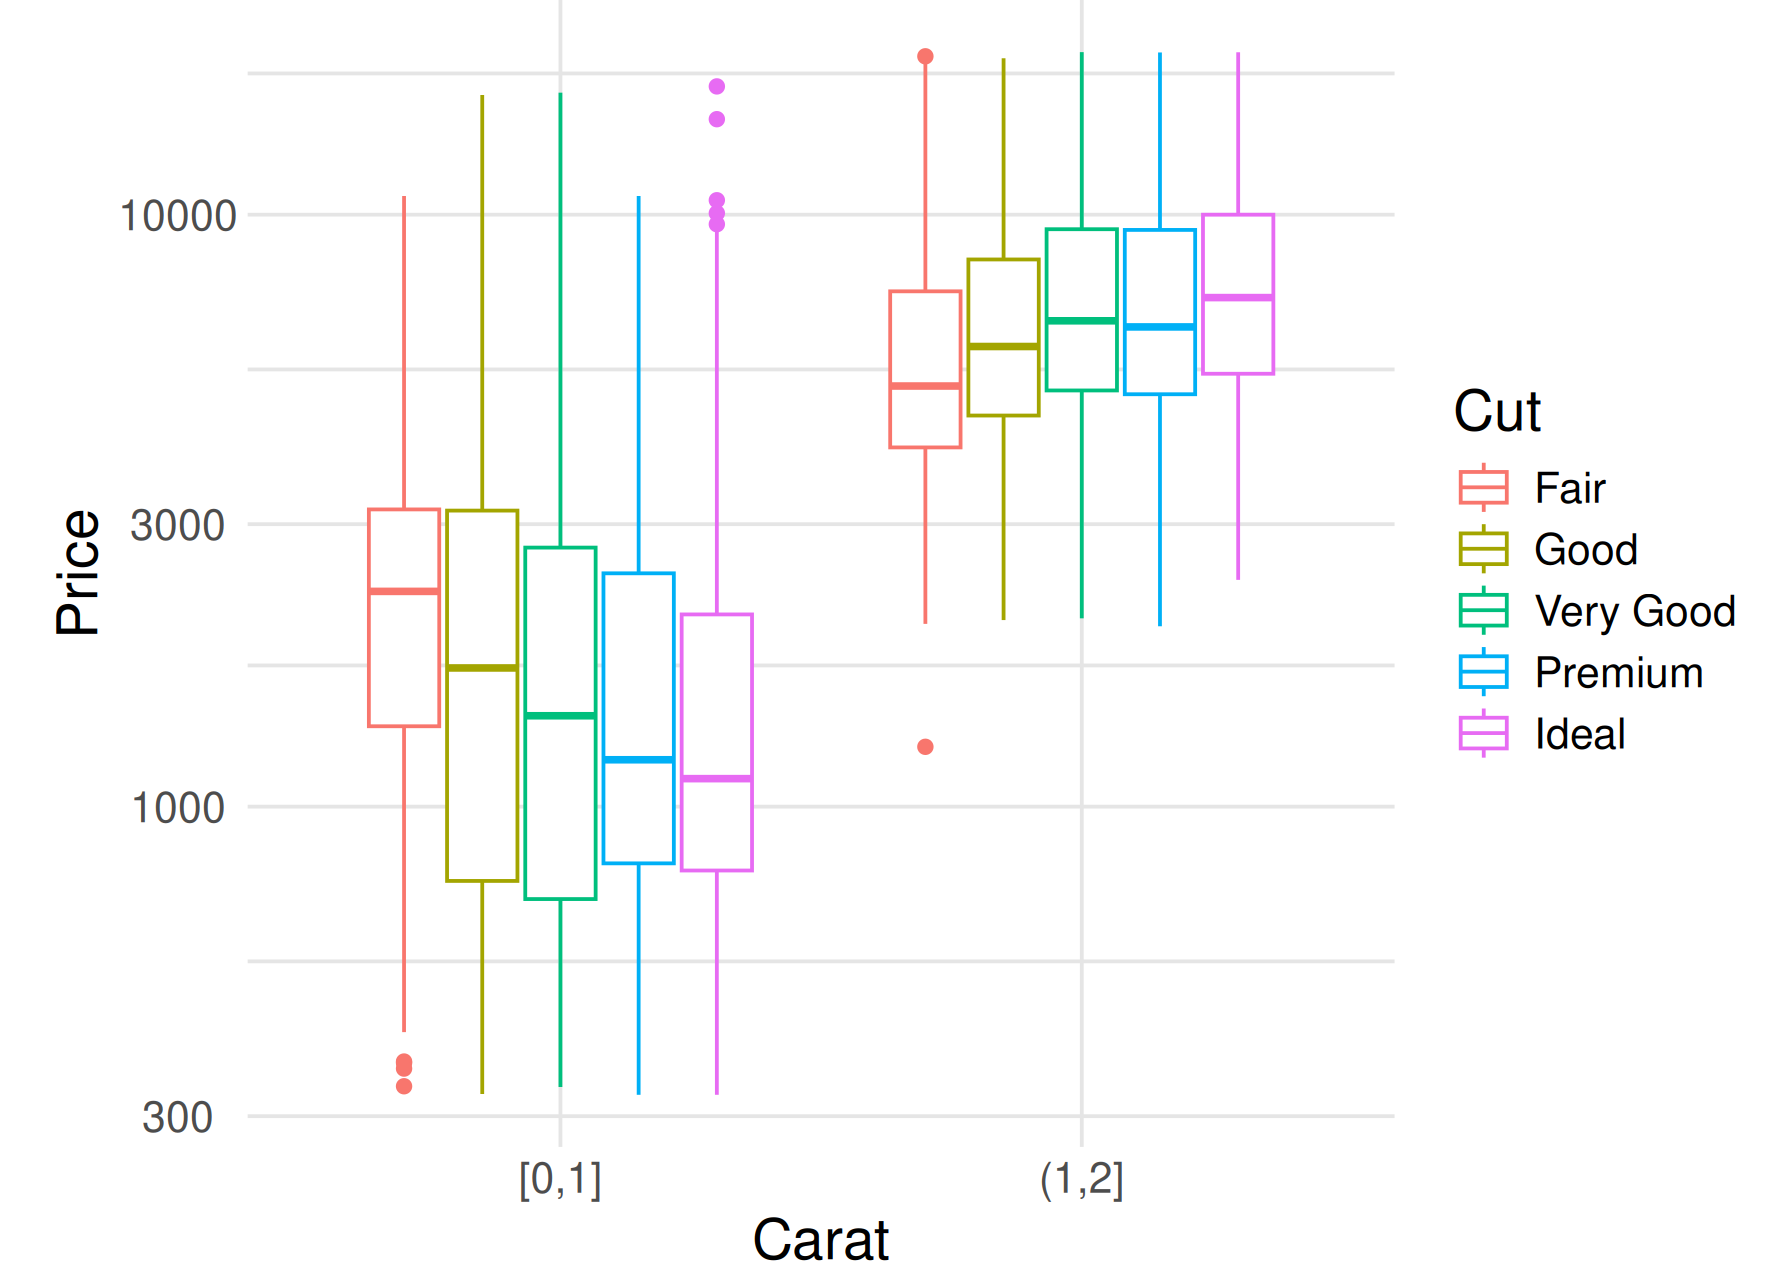 10000
3000
1000
300
Price
[0,1]
(1,2]
Carat
Cut
Fair
Good
Very Good
Premium
Ideal